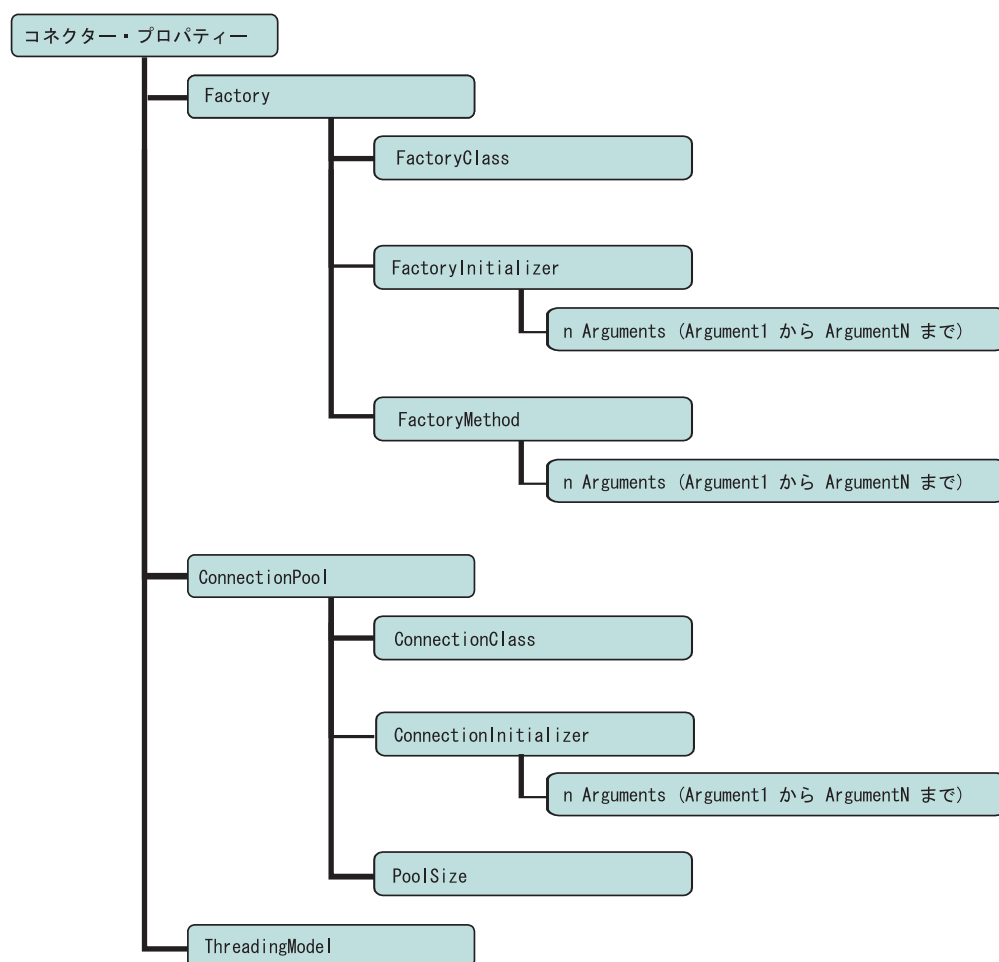 コネクター・プロパティー
Factory
FactoryClass
FactoryInitializer
n Arguments (Argument1 から ArgumentN まで)
FactoryMethod
n Arguments (Argument1 から ArgumentN まで)
ConnectionPool
ConnectionClass
ConnectionInitializer
n Arguments (Argument1 から ArgumentN まで)
PoolSize
ThreadingModel